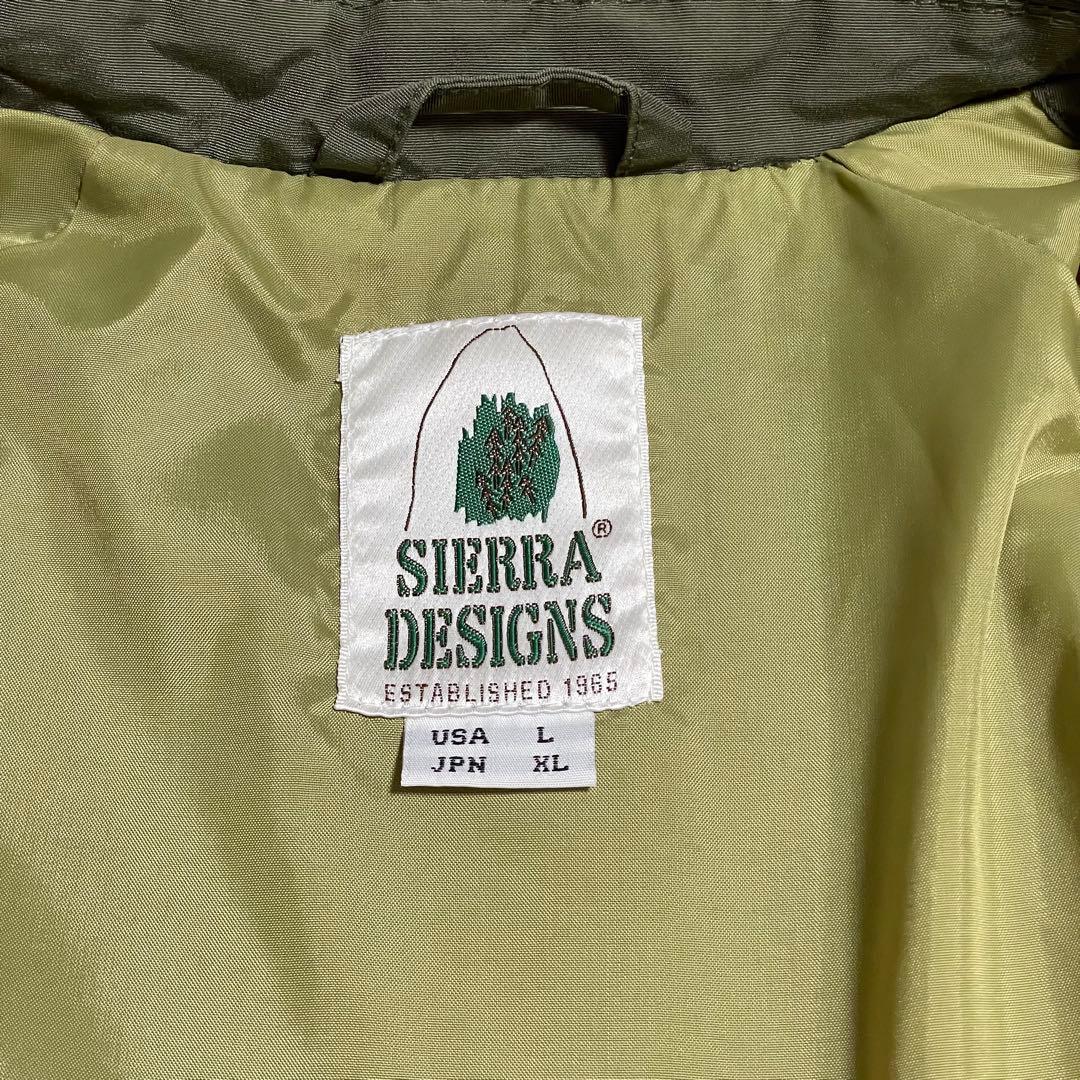 SIERRA®
DESIGNS
ESTABLISHED 1965
USA L
JPN XL